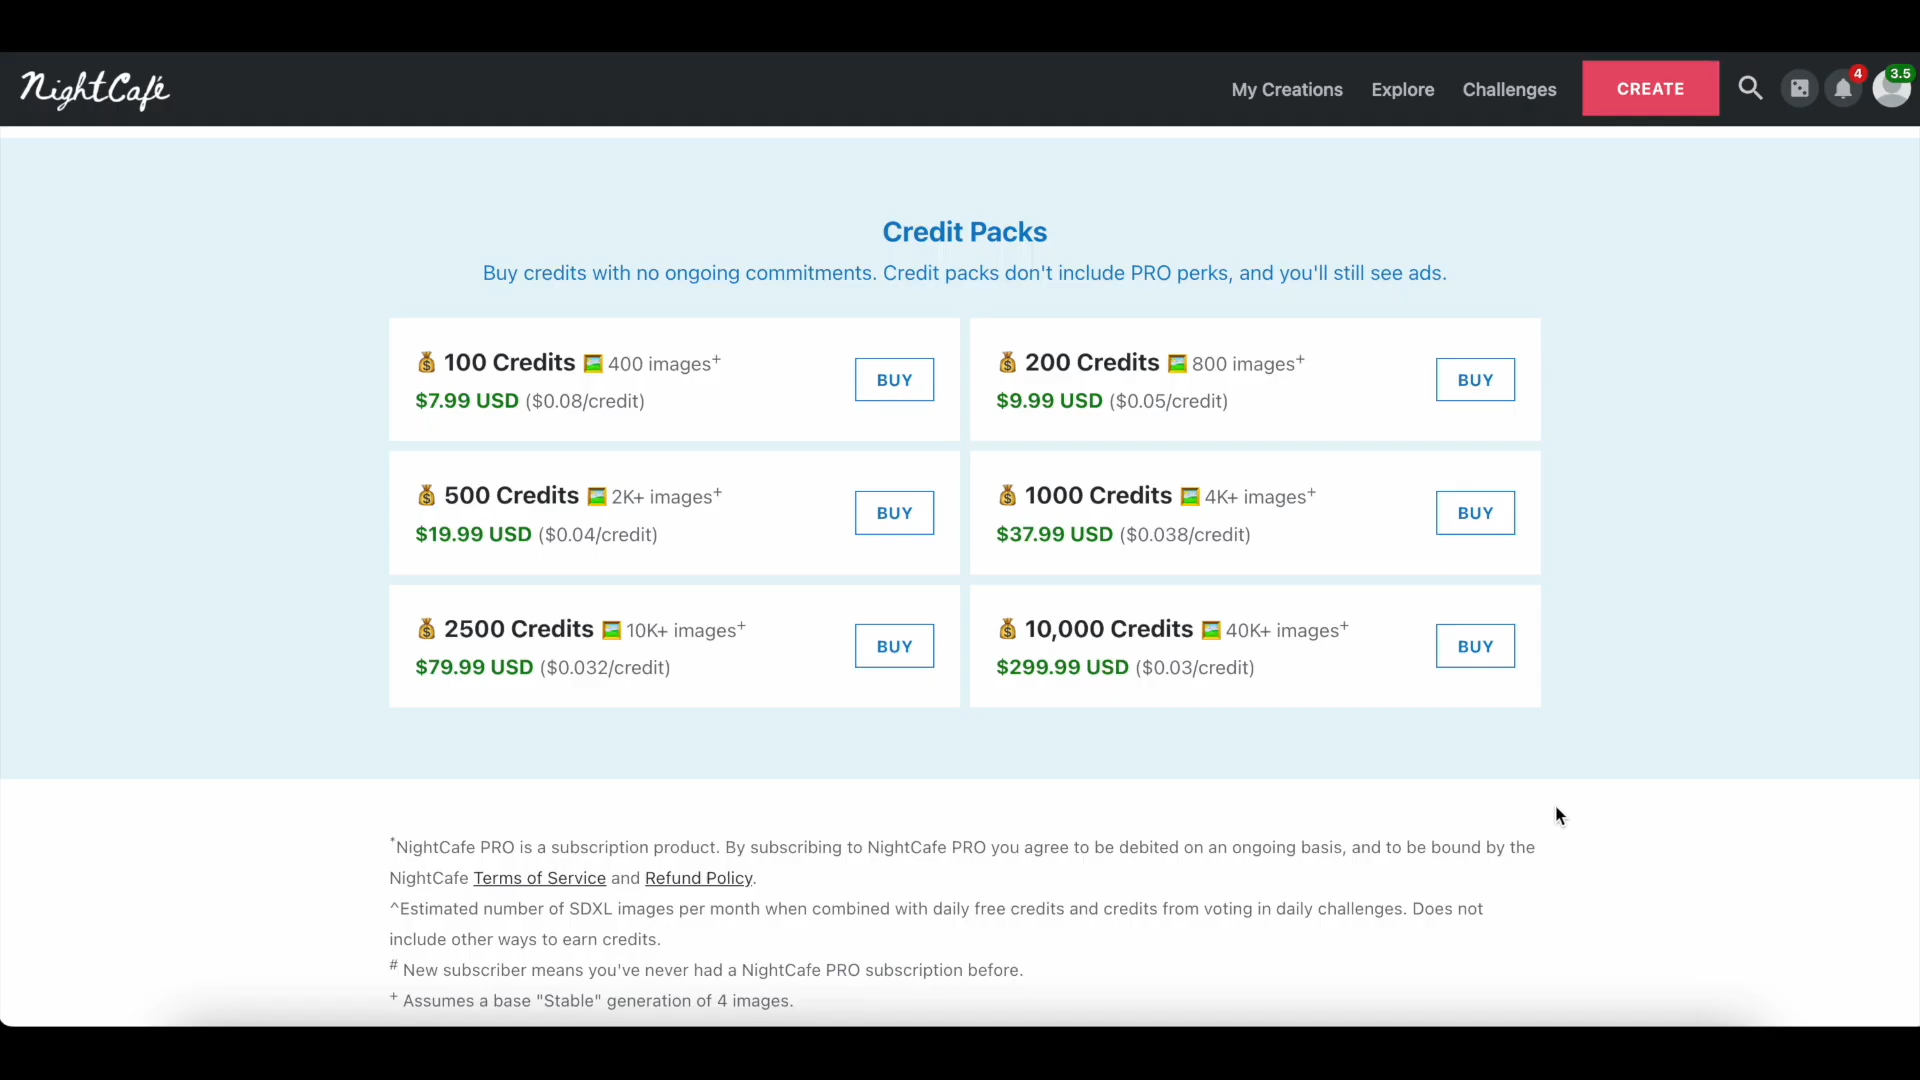 NightCafé
My Creations Explore Challenges CREATE 4 3.5
Credit Packs
Buy credits with no ongoing commitments. Credit packs don't include PRO perks, and you'll still see ads.
100 Credits 400 images+
$7.99 USD ($0.08/credit)
BUY
200 Credits 800 images+
$9.99 USD ($0.05/credit)
BUY
500 Credits 2K+ images+
$19.99 USD ($0.04/credit)
BUY
1000 Credits 4K+ images+
$37.99 USD ($0.038/credit)
BUY
2500 Credits 10K+ images+
$79.99 USD ($0.032/credit)
BUY
10,000 Credits 40K+ images+
$299.99 USD ($0.03/credit)
BUY
*NightCafe PRO is a subscription product. By subscribing to NightCafe PRO you agree to be debited on an ongoing basis, and to be bound by the
NightCafe Terms of Service and Refund Policy.
^Estimated number of SDXL images per month when combined with daily free credits and credits from voting in daily challenges. Does not
include other ways to earn credits.
# New subscriber means you've never had a NightCafe PRO subscription before.
+ Assumes a base "Stable" generation of 4 images.